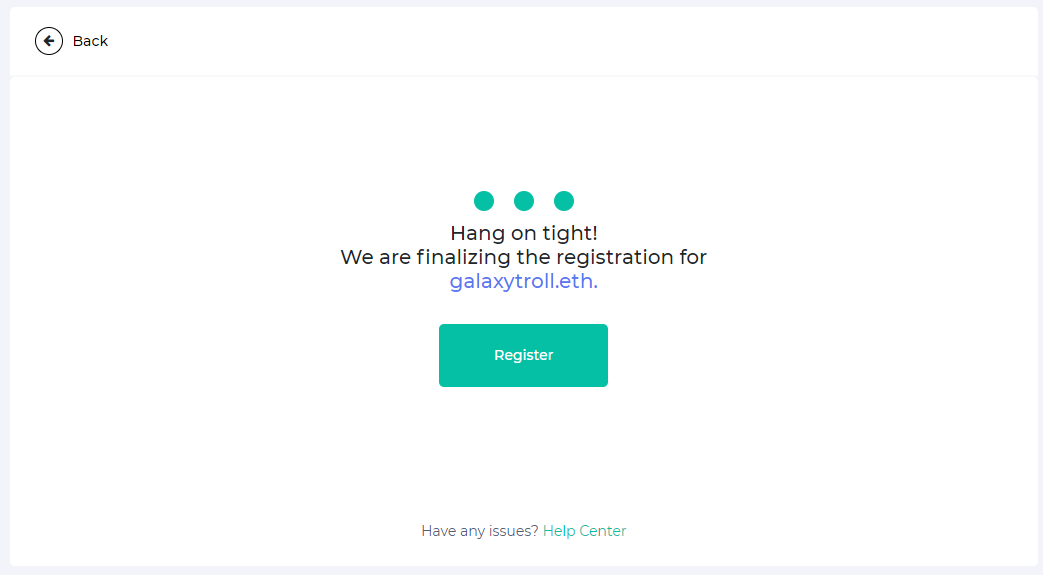 Back
Hang on tight!
We are finalizing the registration for
galaxytroll.eth.
Register
Have any issues? Help Center